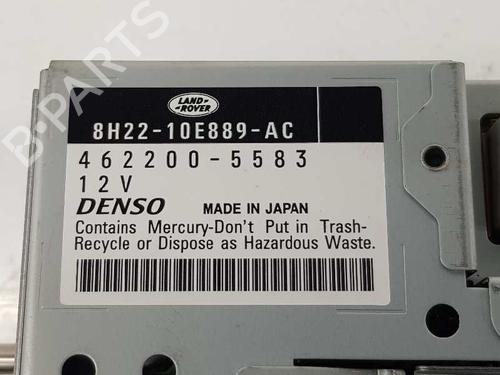 LAND-
ROVER
8H22-10E889-AC
462200-5583
12V
DENSO MADE IN JAPAN
Contains Mercury-Don't Put in Trash-
Recycle or Dispose as Hazardous Waste.
B-PARTS